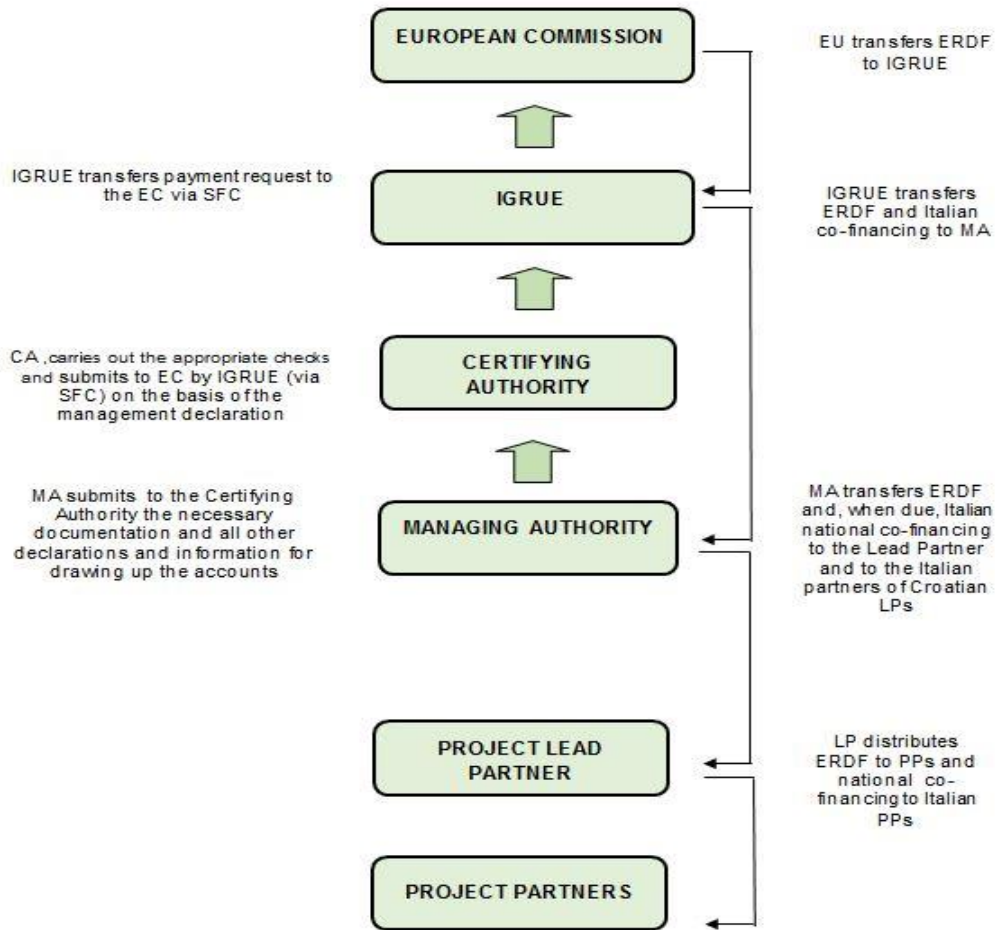 EUROPEAN COMMISSION
EU transfers ERDF
to IGRUE
IGRUE transfers payment request to
the EC via SFC
IGRUE
IGRUE transfers
ERDF and Italian
co-financing to MA
CA ,carries out the appropriate checks
and submits to EC by IGRUE (via
SFC) on the basis of the
management declaration
CERTIFYING
AUTHORITY
MA submits to the Certifying
Authority the necessary
documentation and all other
declarations and information for
drawing up the accounts
MANAGING AUTHORITY
MA transfers ERDF
and, when due, Italian
national co-financing
to the Lead Partner
and to the Italian
partners of Croatian
LPs
PROJECT LEAD
PARTNER
LP distributes
ERDF to PPs and
national co-
financing to Italian
PPs
PROJECT PARTNERS